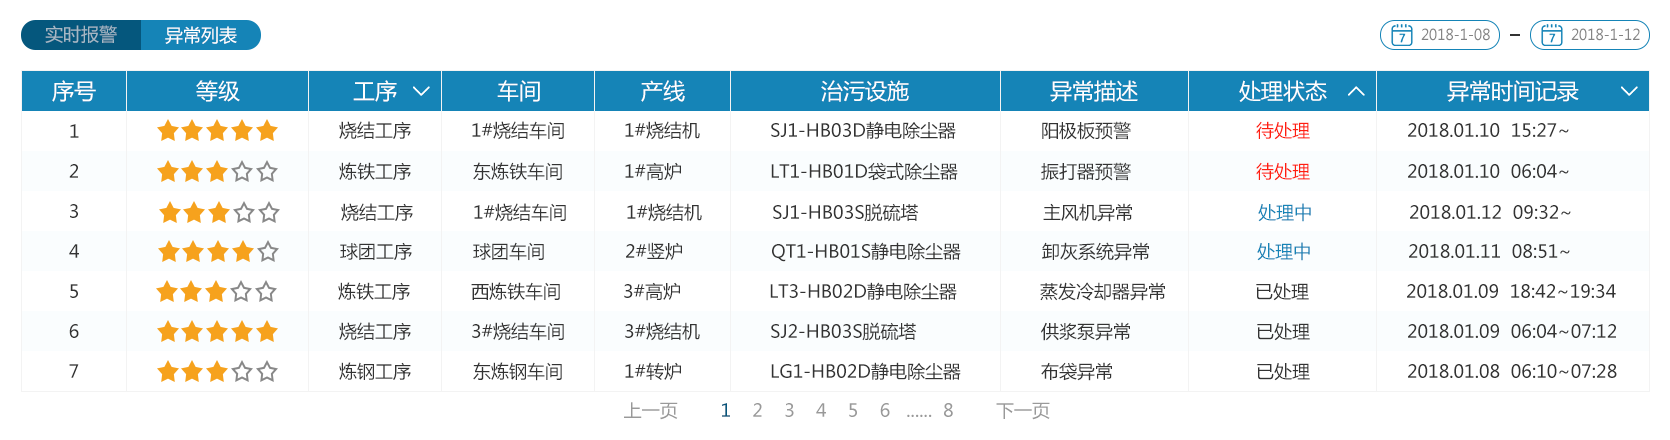 实时报警 异常列表 7 2018-1-08 – 7 2018-1-12
序号 等级 工序 车间 产线 治污设施 异常描述 处理状态 异常时间记录
1 烧结工序 1#烧结车间 1#烧结机 SJ1-HB03D静电除尘器 阳极板预警 待处理 2018.01.10 15:27~
2 炼铁工序 东炼铁车间 1#高炉 LT1-HB01D袋式除尘器 振打器预警 待处理 2018.01.10 06:04~
3 烧结工序 1#烧结车间 1#烧结机 SJ1-HB03S脱硫塔 主风机异常 处理中 2018.01.12 09:32~
4 球团工序 球团车间 2#竖炉 QT1-HB01S静电除尘器 卸灰系统异常 处理中 2018.01.11 08:51~
5 炼铁工序 西炼铁车间 3#高炉 LT3-HB02D静电除尘器 蒸发冷却器异常 已处理 2018.01.09 18:42~19:34
6 烧结工序 3#烧结车间 3#烧结机 SJ2-HB03S脱硫塔 供浆泵异常 已处理 2018.01.09 06:04~07:12
7 炼钢工序 东炼钢车间 1#转炉 LG1-HB02D静电除尘器 布袋异常 已处理 2018.01.08 06:10~07:28
上一页 1 2 3 4 5 6 ...... 8 下一页